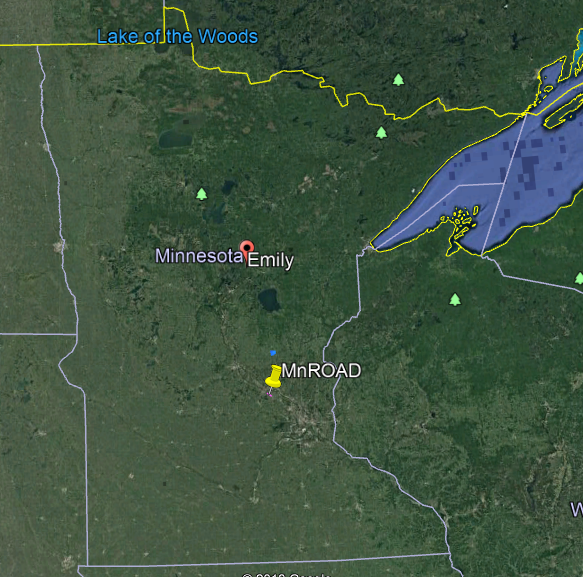 Lake of the Woods
Minnesota
Emily
MnROAD
W